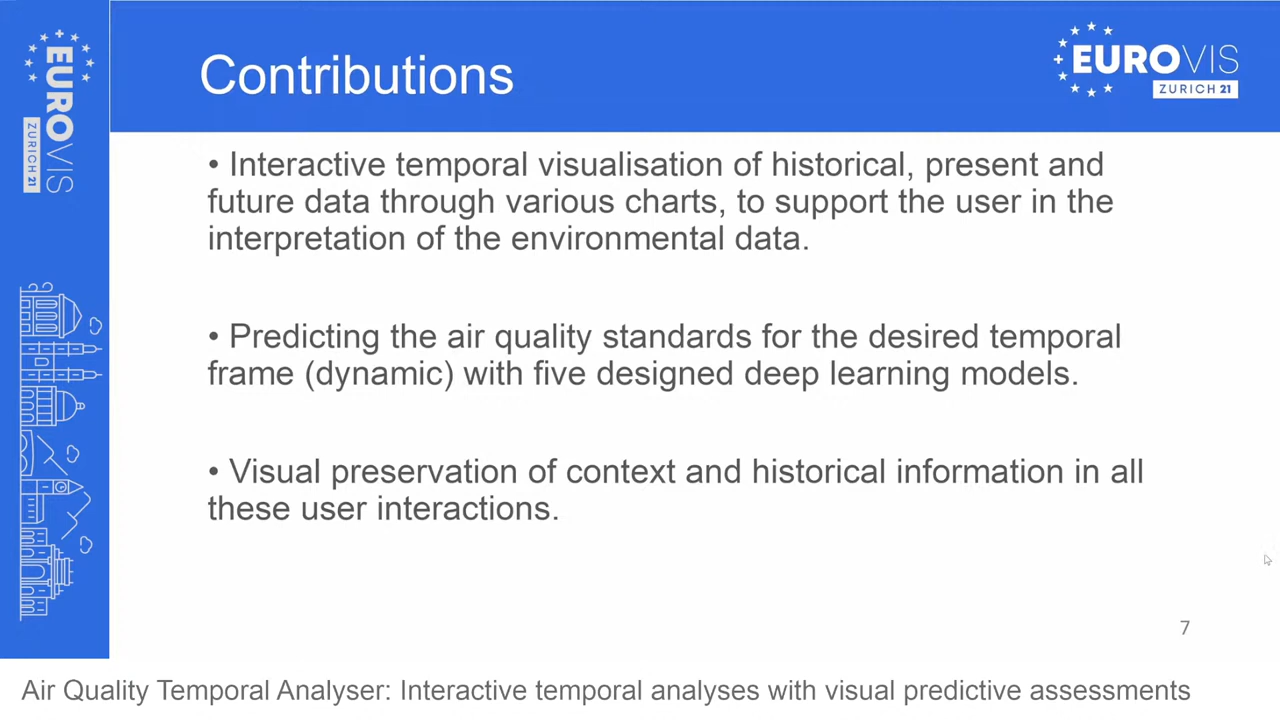 EUROVIS
ZURICH 21
Contributions
EUROVIS
ZURICH 21
• Interactive temporal visualisation of historical, present and
future data through various charts, to support the user in the
interpretation of the environmental data.
• Predicting the air quality standards for the desired temporal
frame (dynamic) with five designed deep learning models.
• Visual preservation of context and historical information in all
these user interactions.
7
Air Quality Temporal Analyser: Interactive temporal analyses with visual predictive assessments